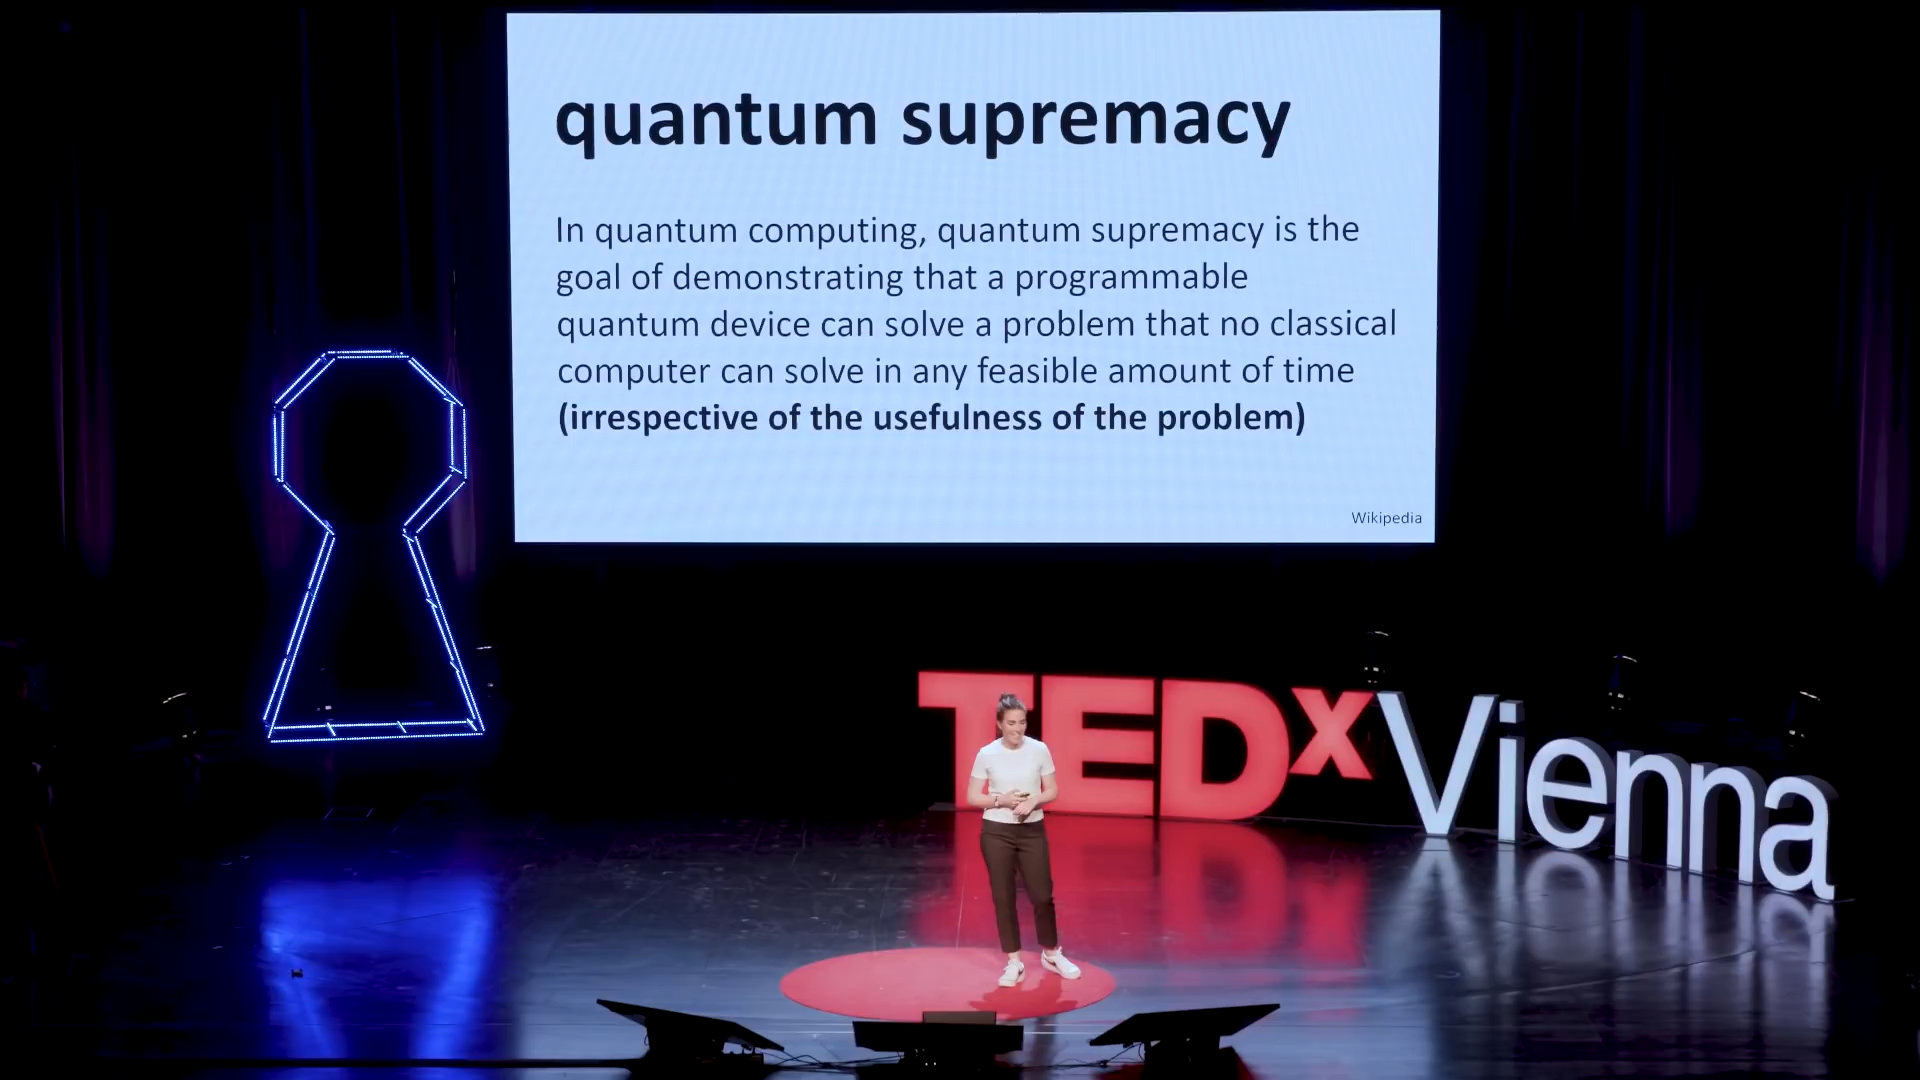 quantum supremacy
In quantum computing, quantum supremacy is the
goal of demonstrating that a programmable
quantum device can solve a problem that no classical
computer can solve in any feasible amount of time
(irrespective of the usefulness of the problem)
Wikipedia
TEDxVienna